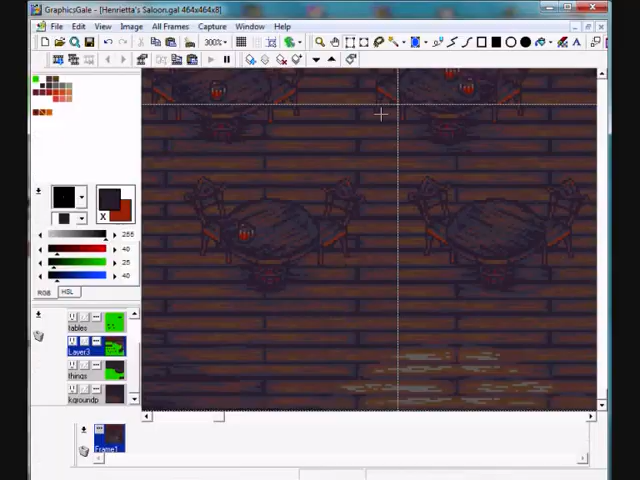 GraphicsGale - [Henrietta's Saloon.gal 464x464x8]
File Edit View Image All Frames Capture Window Help
300%
255
X
40
25
40
RGB HSL
tables
Layer3
things
kgroundp
Frame1